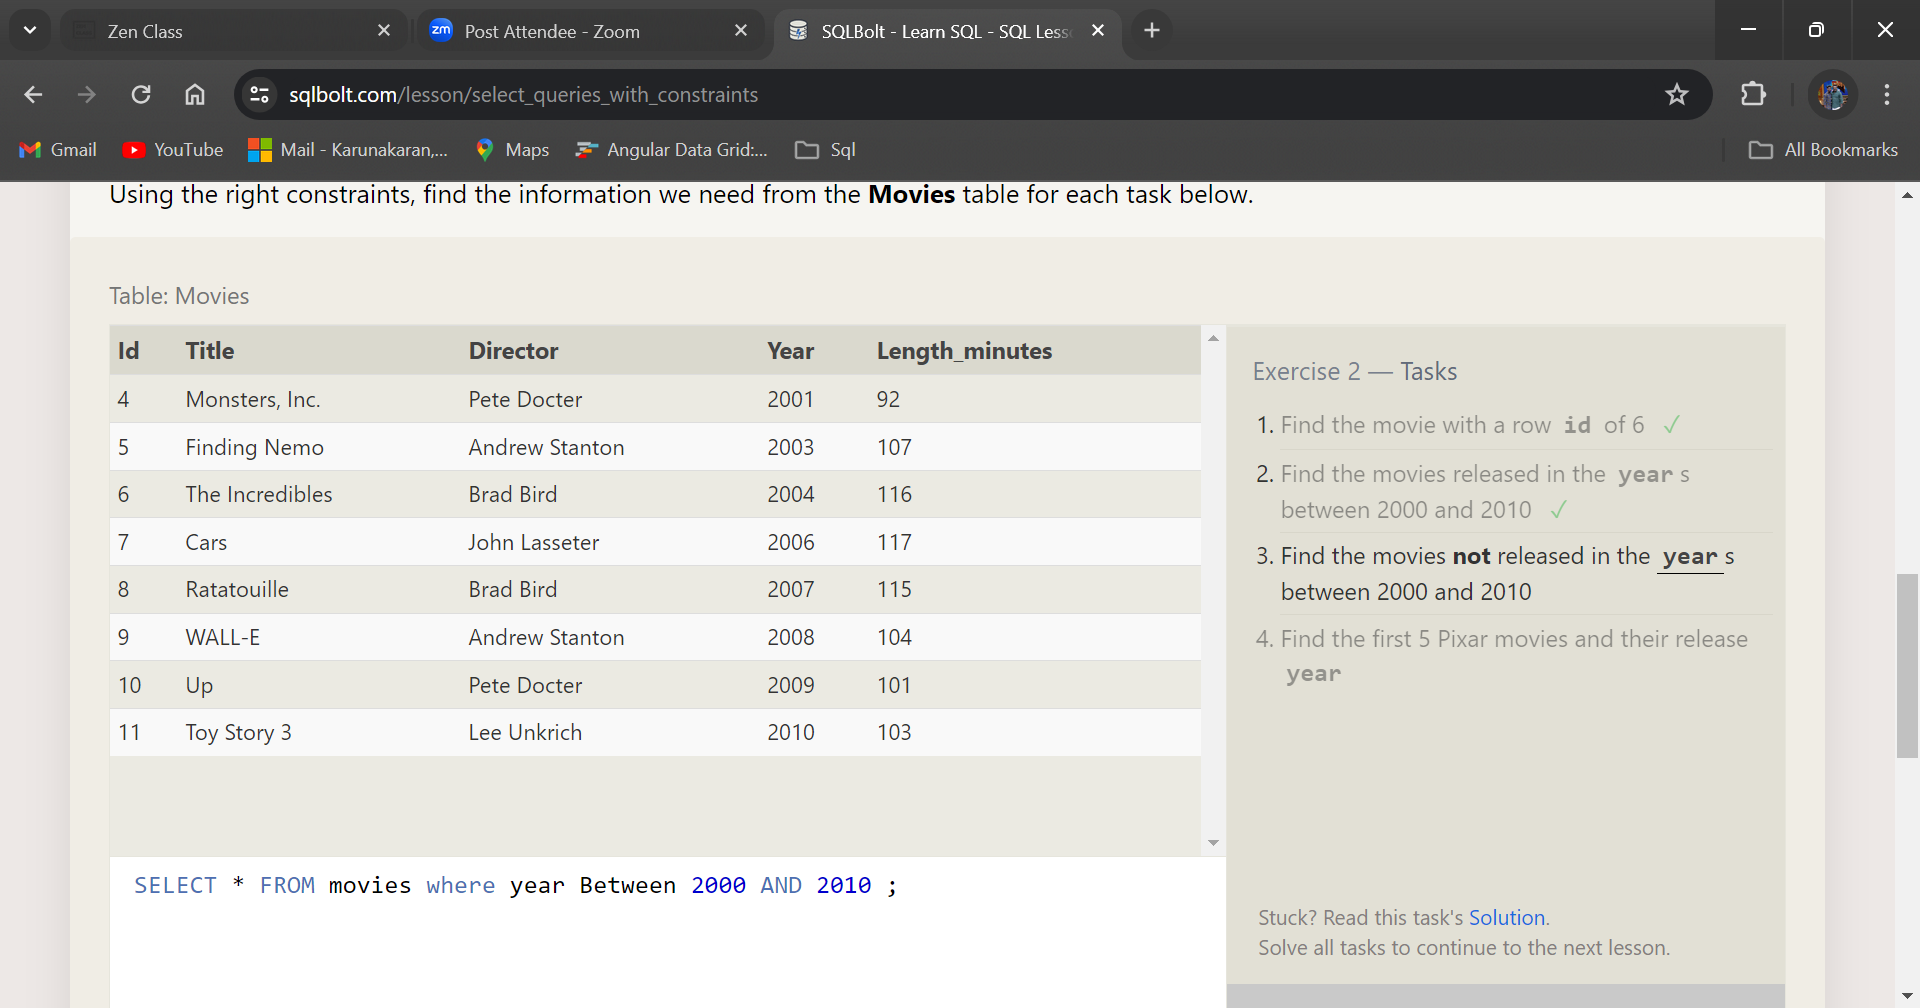 Zen Class
zm Post Attendee - Zoom
SQLBolt - Learn SQL - SQL Less
sqlbolt.com/lesson/select_queries_with_constraints
Gmail
YouTube
Mail - Karunakaran,...
Maps
Angular Data Grid:...
Sql
All Bookmarks
Using the right constraints, find the information we need from the Movies table for each task below.
Table: Movies
Id Title Director Year Length_minutes
4 Monsters, Inc. Pete Docter 2001 92
5 Finding Nemo Andrew Stanton 2003 107
6 The Incredibles Brad Bird 2004 116
7 Cars John Lasseter 2006 117
8 Ratatouille Brad Bird 2007 115
9 WALL-E Andrew Stanton 2008 104
10 Up Pete Docter 2009 101
11 Toy Story 3 Lee Unkrich 2010 103
SELECT * FROM movies where year Between 2000 AND 2010 ;
Exercise 2 — Tasks
1. Find the movie with a row id of 6 ✓
2. Find the movies released in the year s
between 2000 and 2010 ✓
3. Find the movies not released in the year s
between 2000 and 2010
4. Find the first 5 Pixar movies and their release
year
Stuck? Read this task's Solution.
Solve all tasks to continue to the next lesson.